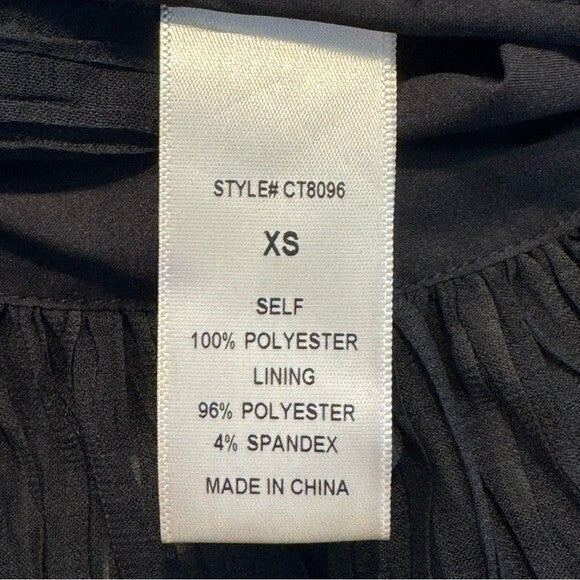 STYLE# CT8096
XS
SELF
100% POLYESTER
LINING
96% POLYESTER
4% SPANDEX
MADE IN CHINA